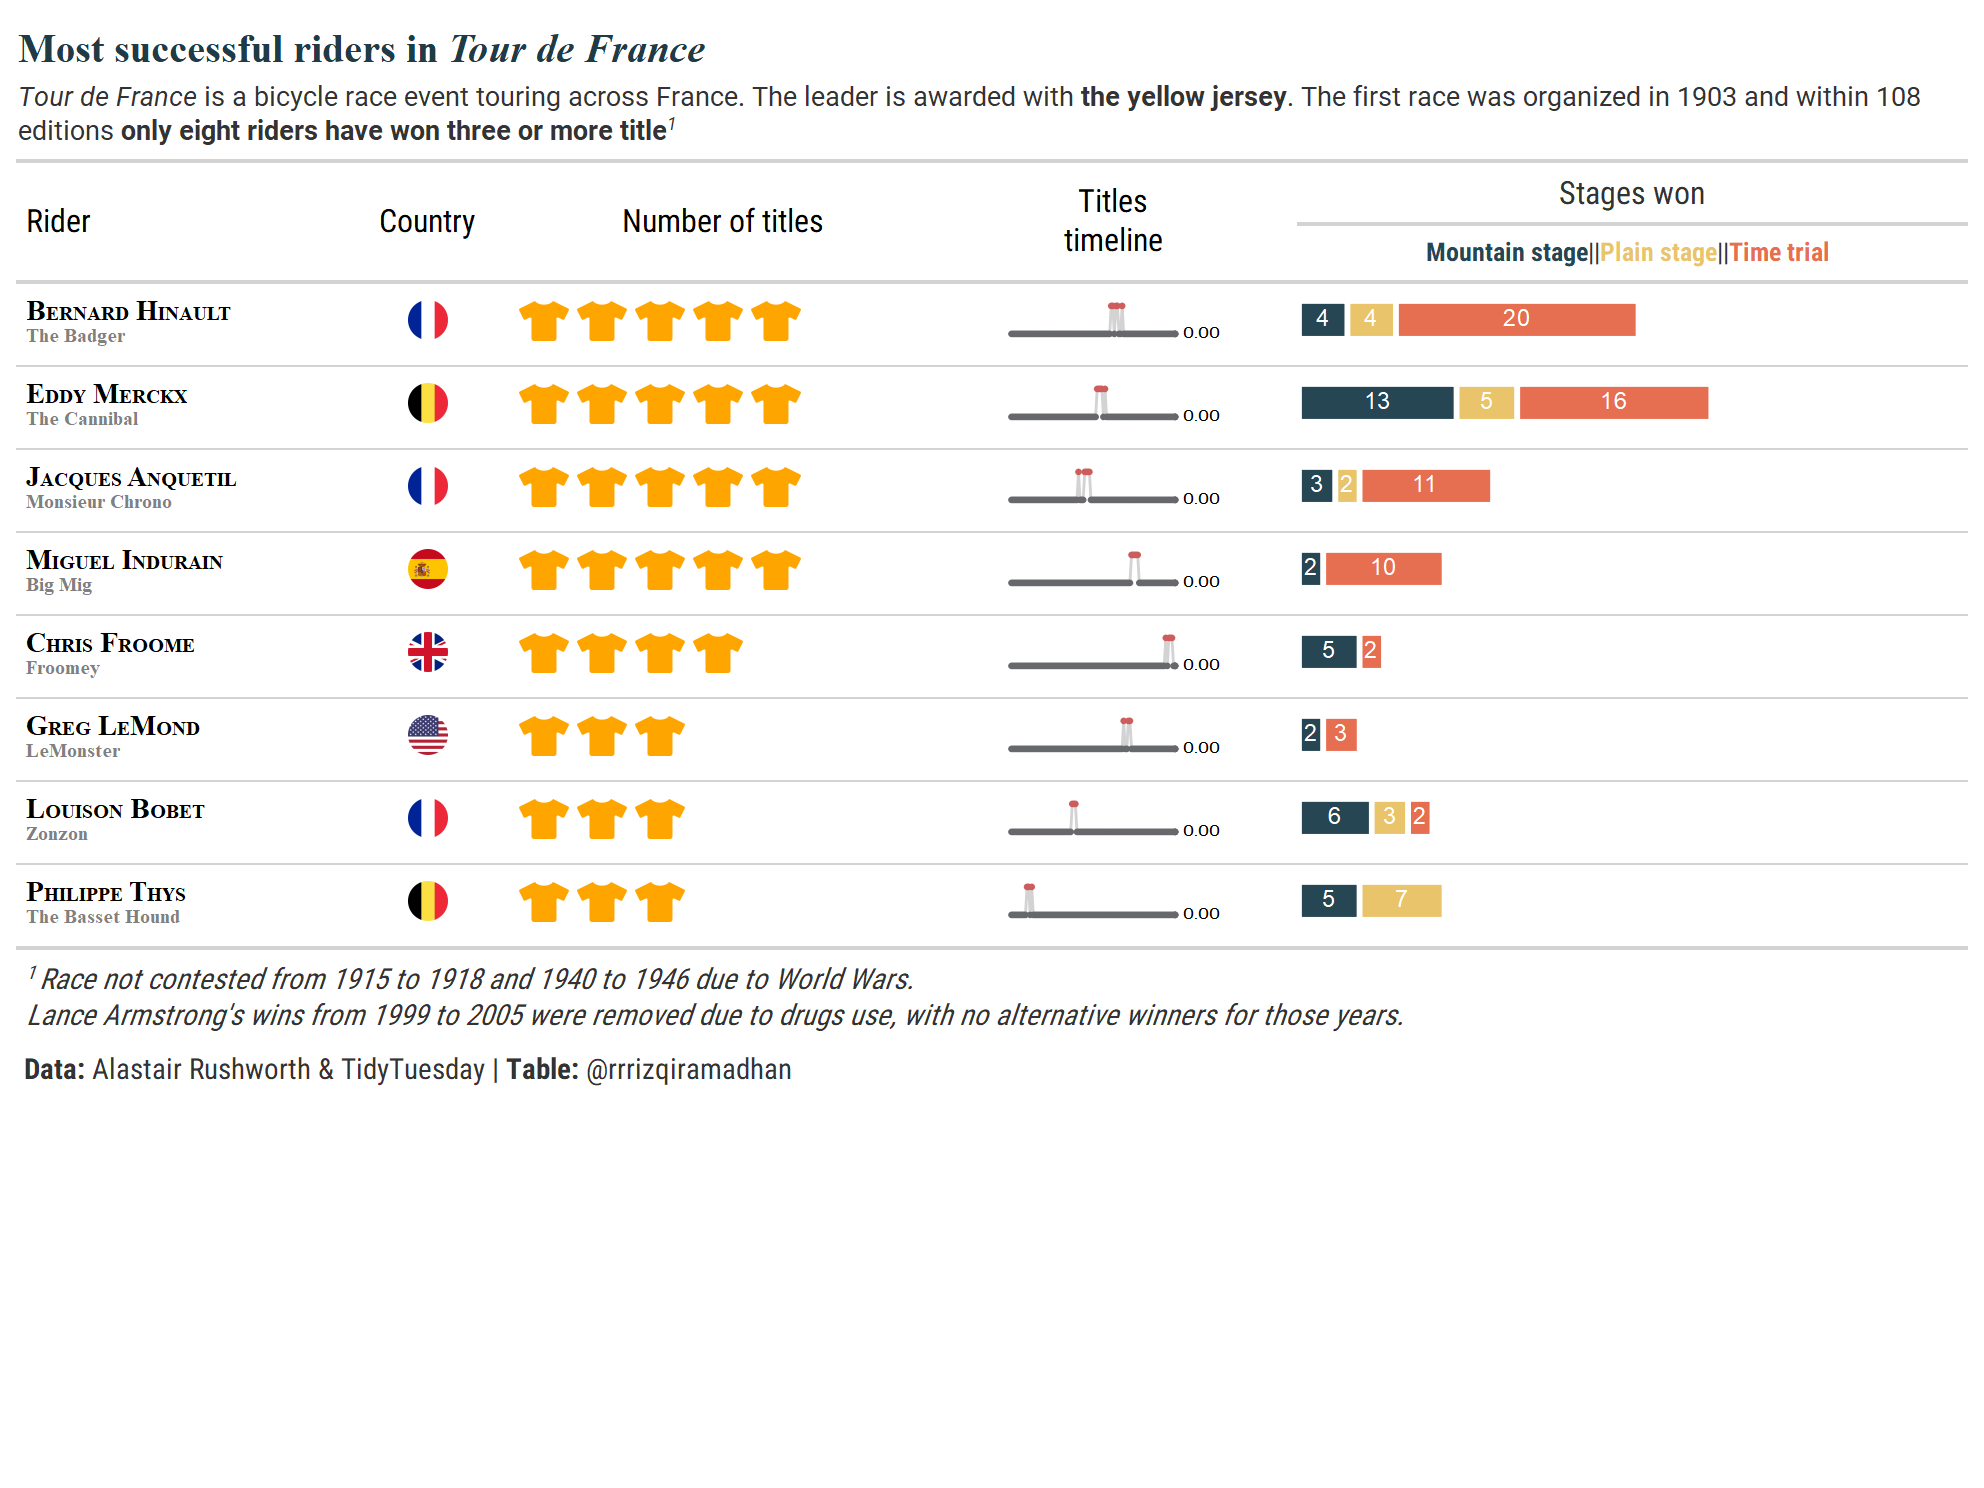 Most successful riders in Tour de France
Tour de France is a bicycle race event touring across France. The leader is awarded with the yellow jersey. The first race was organized in 1903 and within 108
editions only eight riders have won three or more title1
Rider
Country
Number of titles
Titles
timeline
Stages won
Mountain stage||Plain stage||Time trial
Bernard Hinault
The Badger
0.00
4 4 20
Eddy Merckx
The Cannibal
0.00
13 5 16
Jacques Anquetil
Monsieur Chrono
0.00
3 2 11
Miguel Indurain
Big Mig
0.00
2 10
Chris Froome
Froomey
0.00
5 2
Greg LeMond
LeMonster
0.00
2 3
Louison Bobet
Zonzon
0.00
6 3 2
Philippe Thys
The Basset Hound
0.00
5 7
1 Race not contested from 1915 to 1918 and 1940 to 1946 due to World Wars.
Lance Armstrong's wins from 1999 to 2005 were removed due to drugs use, with no alternative winners for those years.
Data: Alastair Rushworth & TidyTuesday | Table: @rrrizqiramadhan